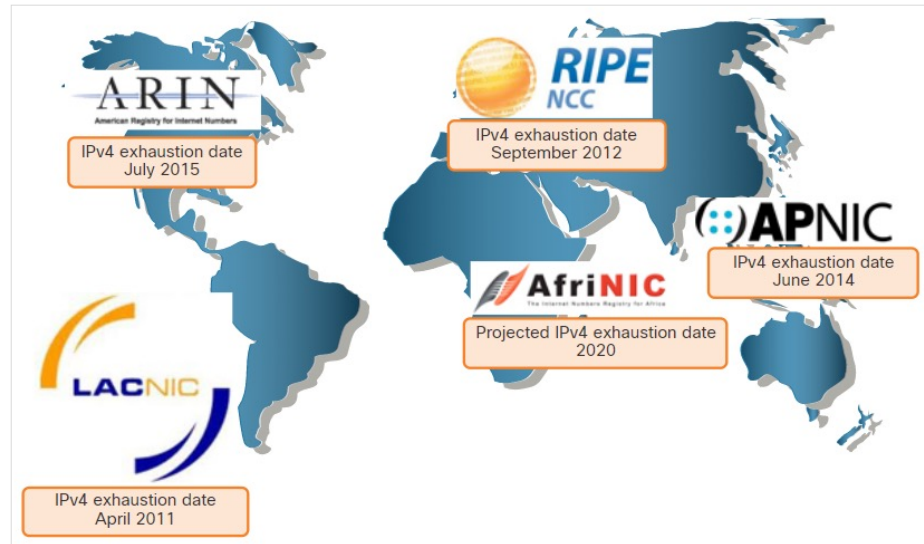 ARIN
American Registry for Internet Numbers
IPv4 exhaustion date
July 2015
RIPE
NCC
IPv4 exhaustion date
September 2012
APNIC
IPv4 exhaustion date
June 2014
AfriNIC
The Internet Numbers Registry for Africa
Projected IPv4 exhaustion date
2020
LACNIC
IPv4 exhaustion date
April 2011